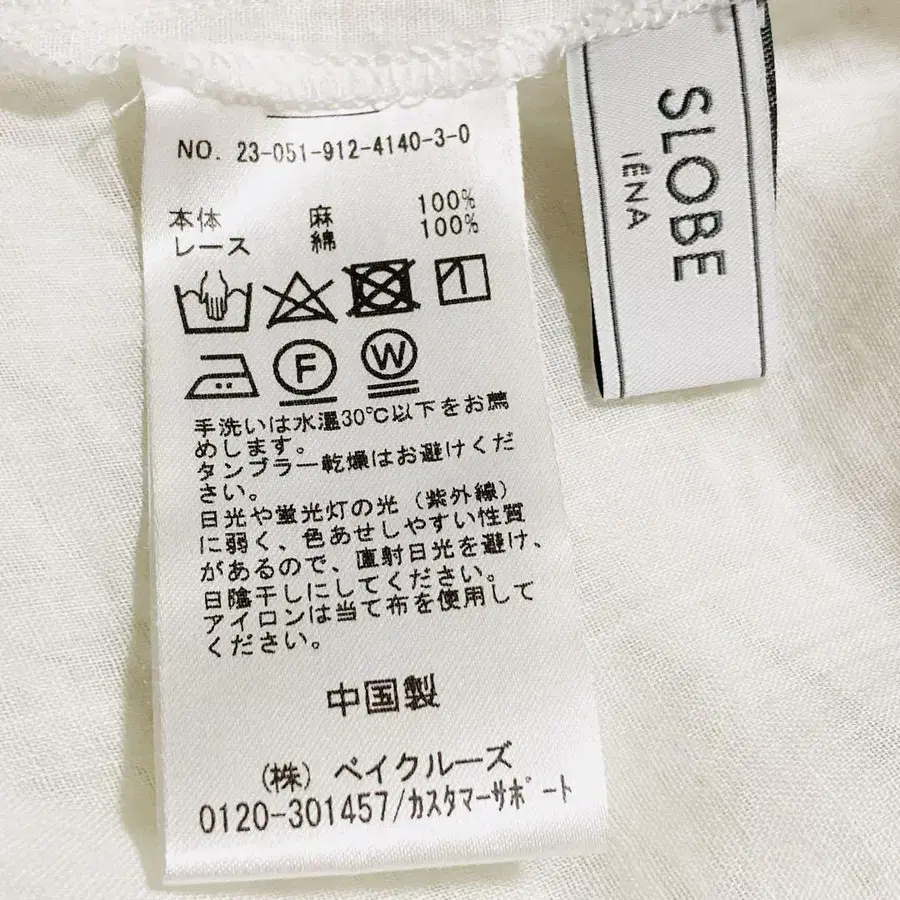 NO. 23-051-912-4140-3-0
本体 麻 100%
レース 綿 100%
F W
手洗いは水温30℃以下をお薦
めします。
タンブラー乾燥はお避けくだ
さい。
日光や蛍光灯の光(紫外線)
に弱く、色あせしやすい性質
があるので、直射日光を避け、
日陰干しにしてください。
アイロンは当て布を使用して
ください。
中国製
(株) ベイクルーズ
0120-301457/カスタマーサポート
SLOBE
IÉNA